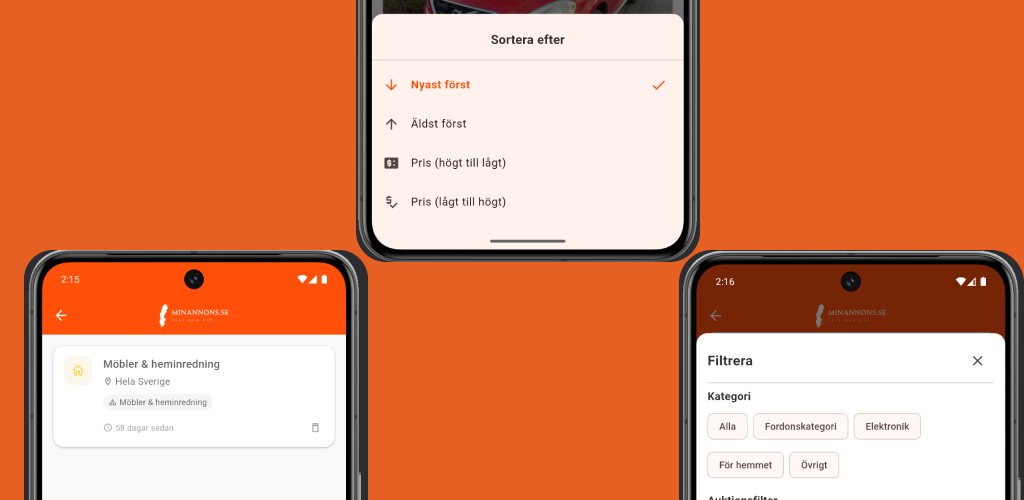 Sortera efter
Nyast först
Äldst först
Pris (högt till lågt)
Pris (lågt till högt)
2:15
MINANNONS.SE
Möbler & heminredning
Hela Sverige
Möbler & heminredning
58 dagar sedan
2:16
MINANNONS.SE
Filtrera
Kategori
Alla
Fordonskategori
Elektronik
För hemmet
Övrigt
Auktionsfilter